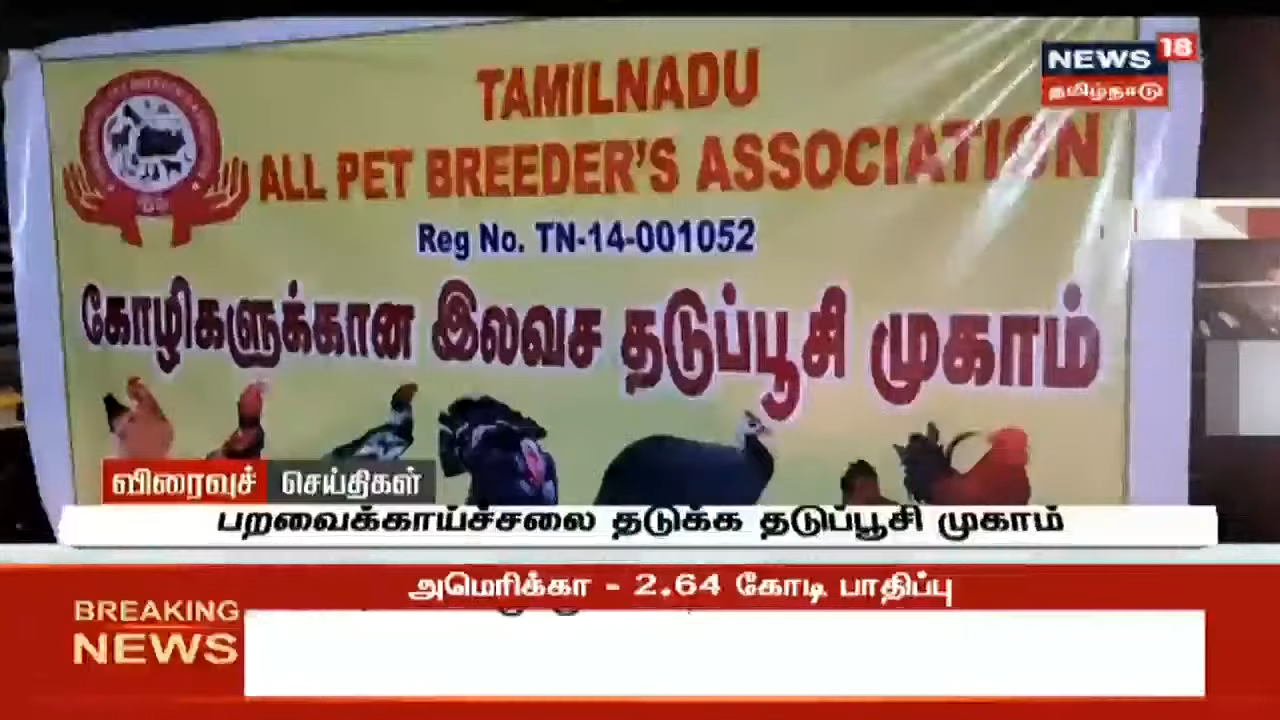 TAMILNADU
ALL PET BREEDER'S ASSOCIATION
Reg No. TN-14-001052
கோழிகளுக்கான இலவச தடுப்பூசி முகாம்
NEWS 18
தமிழ்நாடு
விரைவுச் செய்திகள்
பறவைக்காய்ச்சலை தடுக்க தடுப்பூசி முகாம்
அமெரிக்கா - 2.64 கோடி பாதிப்பு
BREAKING
NEWS